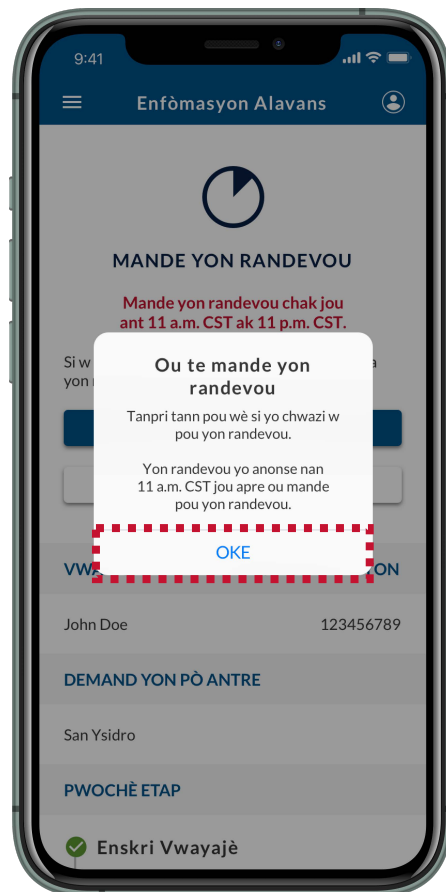 9:41
Enfòmasyon Alavans
MANDE YON RANDEVOU
Mande yon randevou chak jou
ant 11 a.m. CST ak 11 p.m. CST.
Si w
a
yon
Ou te mande yon
randevou
Tanpri tann pou wè si yo chwazi w
pou yon randevou.
Yon randevou yo anonse nan
11 a.m. CST jou apre ou mande
pou yon randevou.
OKE
John Doe 123456789
DEMAND YON PÒ ANTRE
San Ysidro
PWOCHÈ ETAP
Enskri Vwayajè